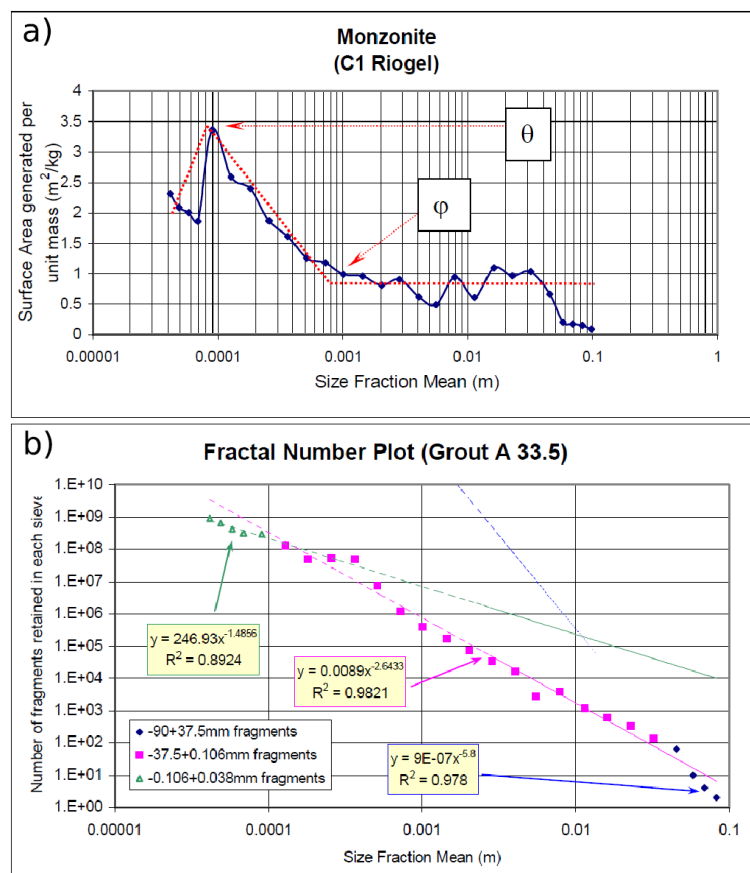 a)
Monzonite
(C1 Riogel)
Surface Area generated per
unit mass (m²/kg)
4
3.5
3
2.5
2
1.5
1
0.5
0
θ
φ
0.00001
0.0001
0.001
0.01
0.1
1
Size Fraction Mean (m)
b)
Fractal Number Plot (Grout A 33.5)
Number of fragments retained in each sieve
1.E+10
1.E+09
1.E+08
1.E+07
1.E+06
1.E+05
1.E+04
1.E+03
1.E+02
1.E+01
1.E+00
y = 246.93x^-1.4856
R² = 0.8924
y = 0.0089x^-2.6433
R² = 0.9821
y = 9E-07x^-5.8
R² = 0.978
-90+37.5mm fragments
-37.5+0.106mm fragments
-0.106+0.038mm fragments
0.00001
0.0001
0.001
0.01
0.1
Size Fraction Mean (m)